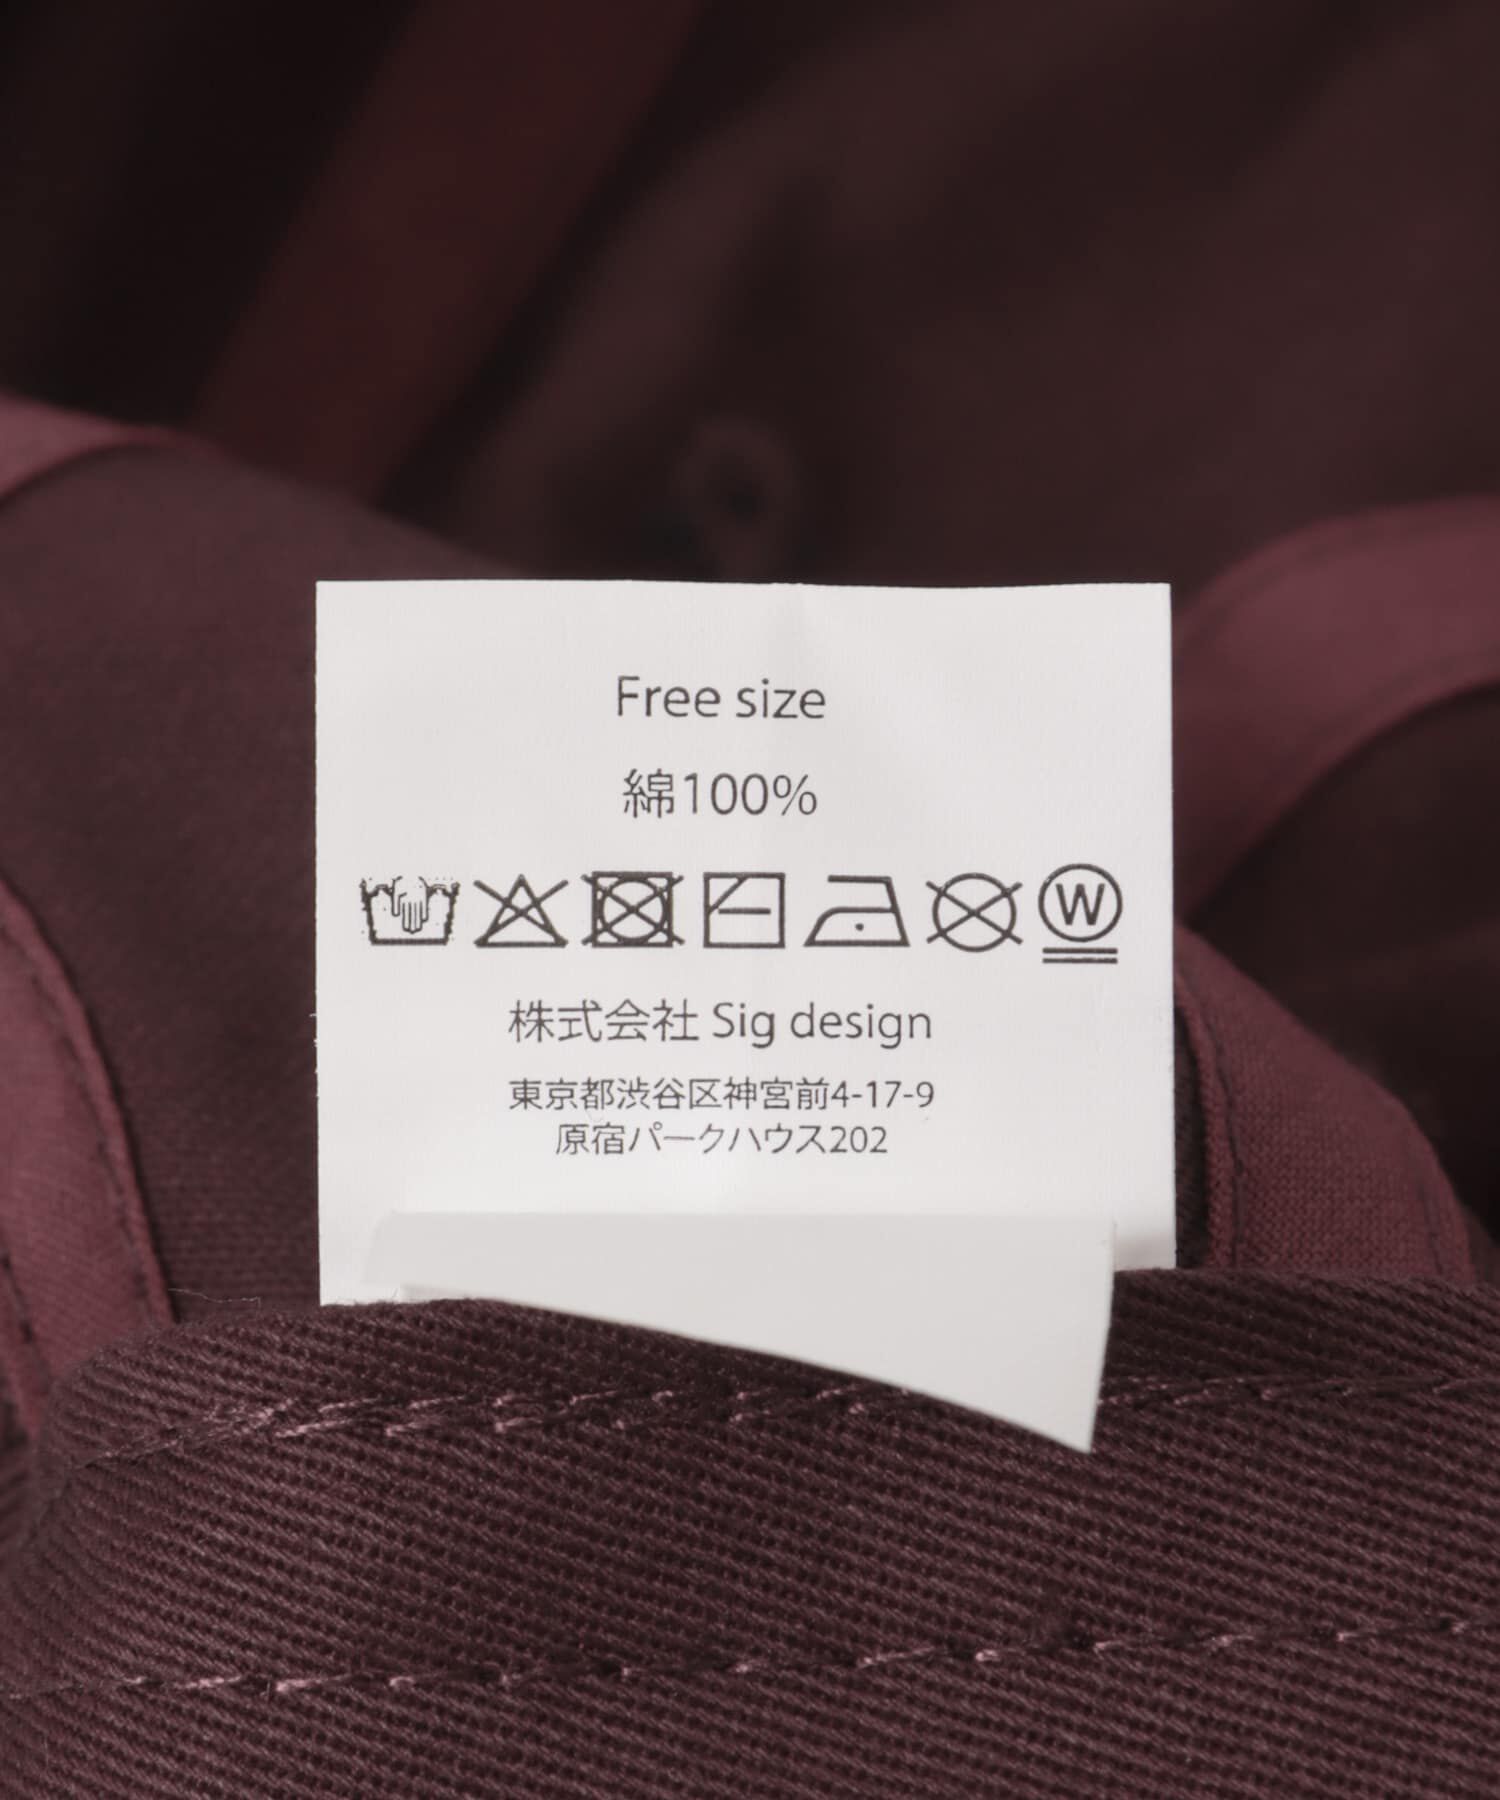 Free size
綿100%
W
株式会社 Sig design
東京都渋谷区神宮前4-17-9
原宿パークハウス202